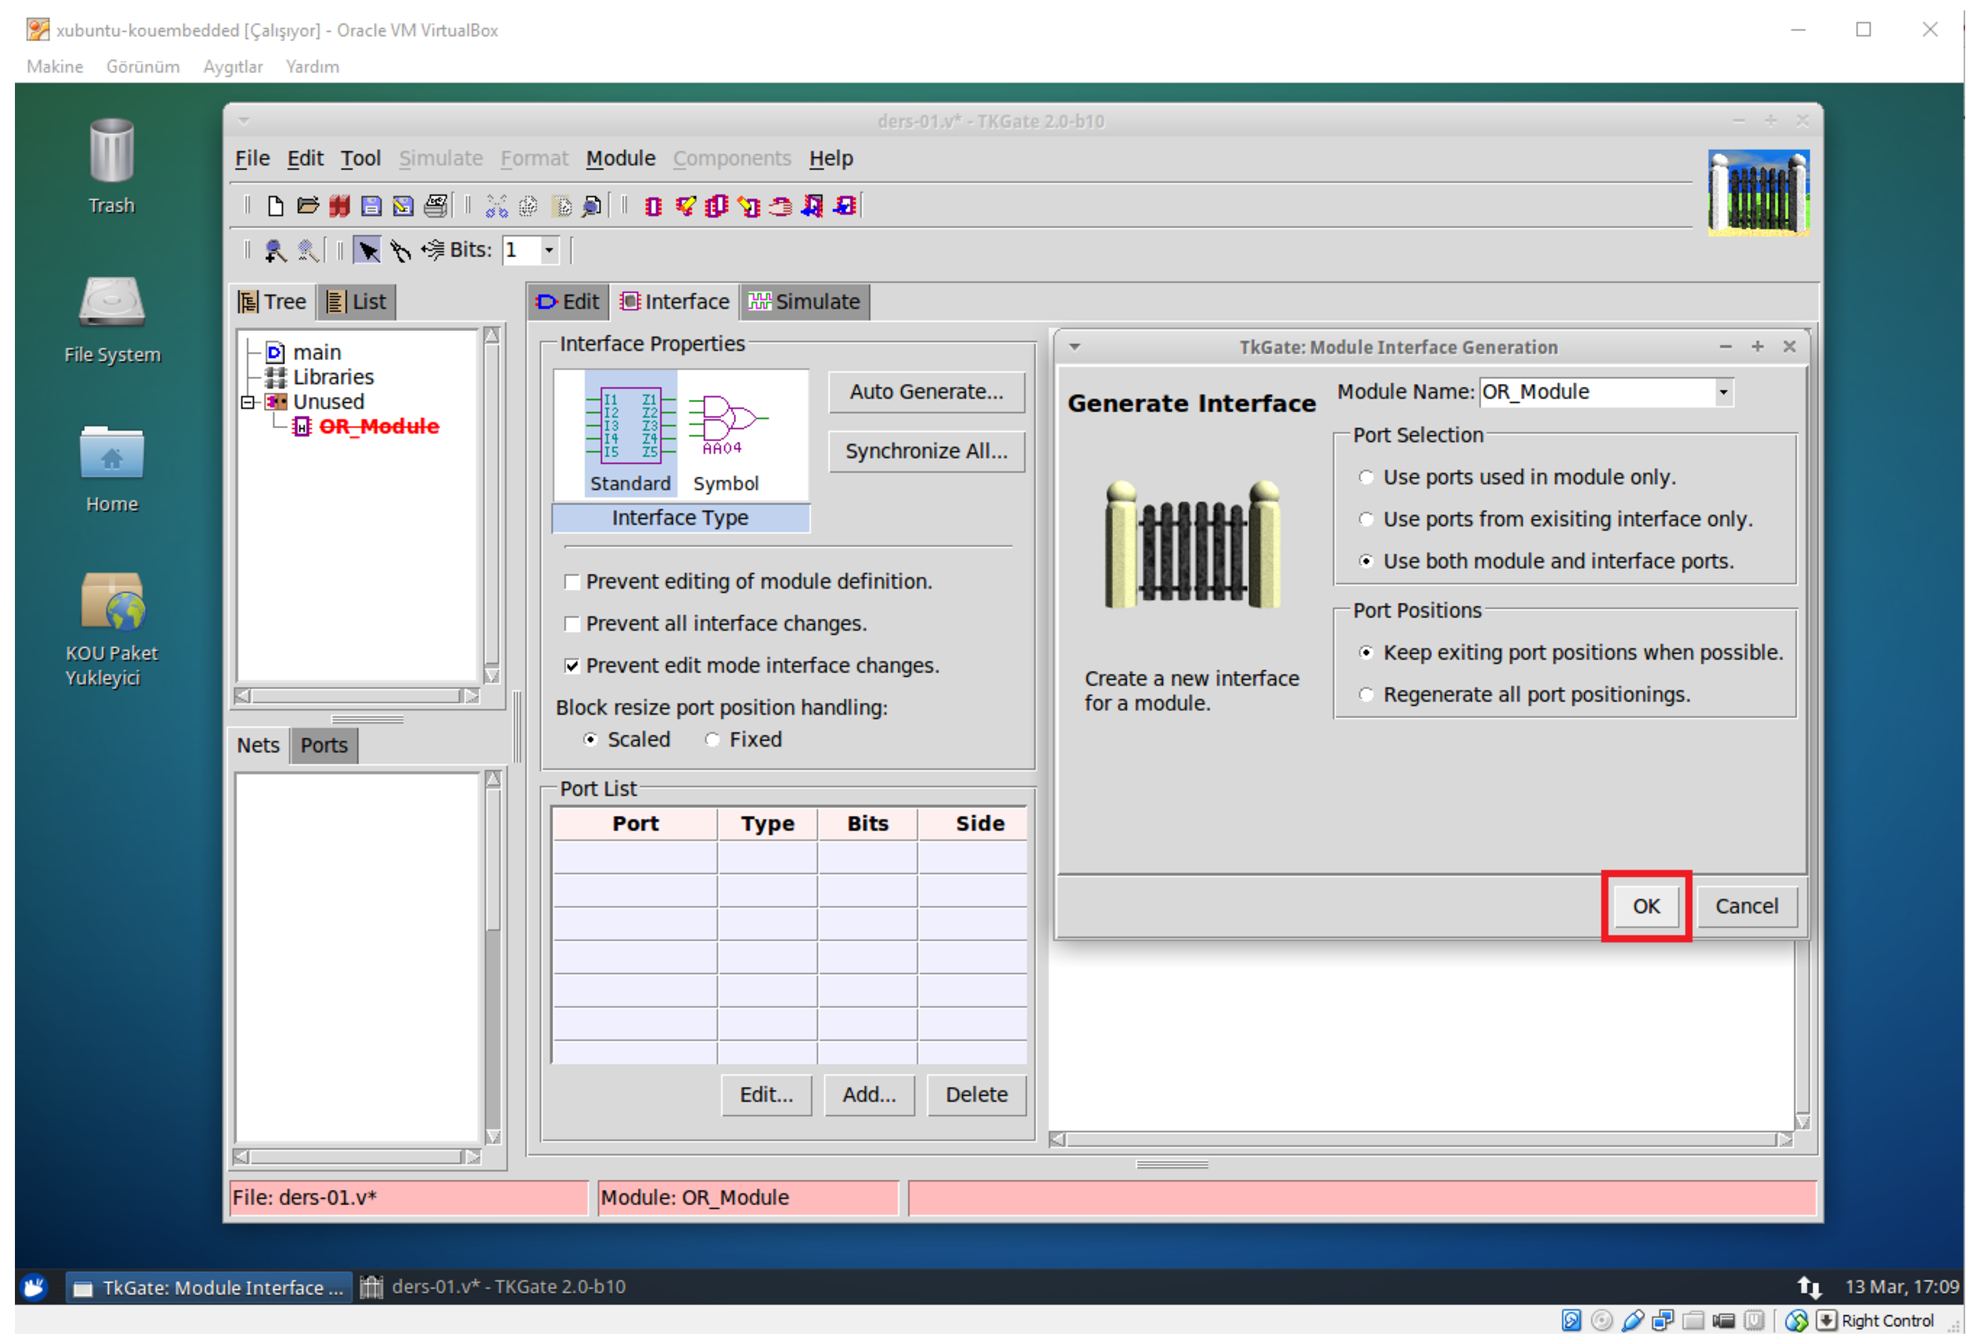 xubuntu-kouembedded [Çalışıyor] - Oracle VM VirtualBox
Makine Görünüm Aygıtlar Yardım
Trash
File System
Home
KOU Paket
Yukleyici
ders-01.v* - TKGate 2.0-b10
File Edit Tool Simulate Format Module Components Help
Bits: 1
Tree List
main
Libraries
Unused
OR_Module
Nets Ports
Edit Interface Simulate
Interface Properties
I1 Z1
I2 Z2
I3 Z3
I4 Z4
I5 Z5
AA04
Standard Symbol
Interface Type
Auto Generate...
Synchronize All...
Prevent editing of module definition.
Prevent all interface changes.
Prevent edit mode interface changes.
Block resize port position handling:
Scaled Fixed
Port List
Port Type Bits Side
Edit... Add... Delete
TkGate: Module Interface Generation
Generate Interface
Create a new interface
for a module.
Module Name: OR_Module
Port Selection
Use ports used in module only.
Use ports from exisiting interface only.
Use both module and interface ports.
Port Positions
Keep exiting port positions when possible.
Regenerate all port positionings.
OK Cancel
File: ders-01.v* Module: OR_Module
TkGate: Module Interface ... ders-01.v* - TKGate 2.0-b10 13 Mar, 17:09
Right Control